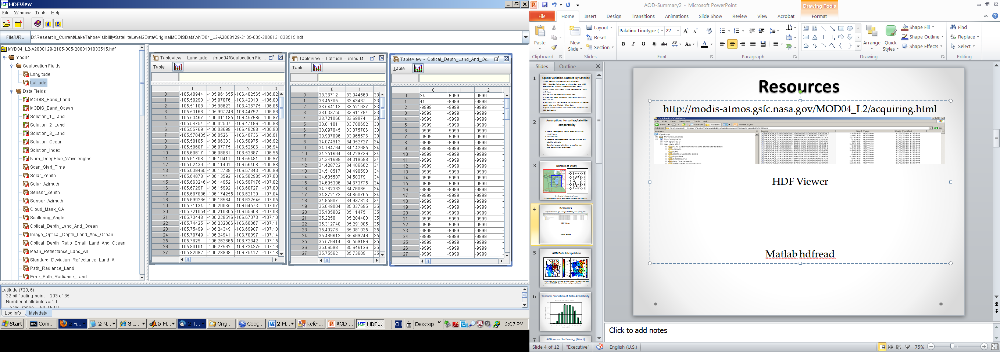 HDFView
File Window Tools Help
File/URL D:\Research_Current\LakeTahoeVisibility\SatelliteLevel2Data\OriginalMODISData\MYD04_L2-A2008129-2105-005-2008131033515.hdf
MYD04_L2-A2008129-2105-005-2008131033515.hdf
mod04
Geolocation Fields
Longitude
Latitude
Data Fields
MODIS_Band_Land
MODIS_Band_Ocean
Solution_1_Land
Solution_2_Land
Solution_3_Land
Solution_Ocean
Solution_Index
Num_DeepBlue_Wavelengths
Scan_Start_Time
Solar_Zenith
Solar_Azimuth
Sensor_Zenith
Sensor_Azimuth
Cloud_Mask_QA
Scattering_Angle
Optical_Depth_Land_And_Ocean
Image_Optical_Depth_Land_And_Ocean
Optical_Depth_Ratio_Small_Land_And_Ocean
Mean_Reflectance_Land_All
Standard_Deviation_Reflectance_Land_All
Path_Radiance_Land
Error_Path_Radiance_Land
TableView - Longitude - /mod04/Geolocation Fiel...
Table
0 1 2 3
0 -105.48944 -105.961655 -106.402565 -106.82
1 -105.50293 -105.97876 -106.42013 -106.83
2 -105.51108 -105.98623 -106.436775 -106.85
3 -105.53168 -105.997246 -106.44792 -106.86
4 -105.53467 -106.011185 -106.457985 -106.87
5 -105.54754 -106.02507 -106.47196 -106.88
6 -105.55769 -106.03699 -106.48288 -106.90
7 -105.570435 -106.0526 -106.49736 -106.91
8 -105.58105 -106.06383 -106.50975 -106.92
9 -105.59607 -106.07775 -106.52606 -106.94
10 -105.60617 -106.08861 -106.53887 -106.95
11 -105.61708 -106.10411 -106.55481 -106.97
12 -105.62439 -106.11401 -106.56408 -106.98
13 -105.639465 -106.12738 -106.57343 -106.99
14 -105.64878 -106.13592 -106.582985 -107.00
15 -105.663246 -106.14952 -106.597176 -107.02
16 -105.67297 -106.15992 -106.60727 -107.03
17 -105.687836 -106.174255 -106.62139 -107.04
18 -105.699265 -106.18584 -106.632545 -107.05
19 -105.71134 -106.20035 -106.64573 -107.07
20 -105.721054 -106.210365 -106.65608 -107.08
21 -105.73448 -106.228516 -106.67073 -107.10
22 -105.74425 -106.232086 -106.68367 -107.11
23 -105.75499 -106.24349 -106.69987 -107.13
24 -105.76749 -106.24941 -106.70897 -107.14
25 -105.7829 -106.262665 -106.72342 -107.15
26 -105.80101 -106.27562 -106.734375 -107.16
27 -105.82092 -106.28898 -106.75412 -107.18
TableView - Latitude - /mod04...
Table
0 1
0 33.36712 33.344563 33
1 33.45705 33.43437 33
2 33.544113 33.521637 33
3 33.633755 33.611794 33
4 33.721066 33.69874 33
5 33.81101 33.788692 33
6 33.897945 33.875706 33
7 33.987896 33.965576 33
8 34.074913 34.052727 34
9 34.164764 34.142685 34
10 34.251694 34.229736 34
11 34.341698 34.319588 34
12 34.428722 34.406662 34
13 34.518517 34.496593 34
14 34.605507 34.58379 34
15 34.695396 34.673775 34
16 34.782333 34.76085 34
17 34.872173 34.850765 34
18 34.95907 34.937813 34
19 35.049004 35.027695 35
20 35.135902 35.11475 35
21 35.2258 35.204483 35
22 35.312748 35.291885 35
23 35.40276 35.381935 35
24 35.489613 35.469246 35
25 35.579414 35.559196 35
26 35.66598 35.646126 35
27 35.75562 35.73609 35
TableView - Optical_Depth_Land_And_Oc...
Table
0 1 2
0 24 -9999 -9999
1 41 -9999 -9999
2 -9999 -9999 -9999
3 -9999 -9999 -9999
4 -9999 -9999 -9999
5 -9999 -9999 -9999
6 -9999 -9999 -9999
7 -9999 -9999 -9999
8 -9999 -9999 -9999
9 -9999 -9999 -9999
10 -9999 -9999 -9999
11 -9999 -9999 -9999
12 -9999 -9999 -9999
13 -9999 -9999 -9999
14 -9999 -9999 -9999
15 -9999 -9999 -9999
16 -9999 -9999 -9999
17 -9999 -9999 -9999
18 -9999 -9999 -9999
19 -9999 -9999 -9999
20 -9999 -9999 -9999
21 -9999 -9999 -9999
22 -9999 -9999 -9999
23 -9999 -9999 -9999
24 -9999 -9999 -9999
25 -9999 -9999 -9999
26 -9999 -9999 -9999
27 -9999 -9999 -9999
Latitude (720, 6)
32-bit floating-point, 203 x 135
Number of attributes = 10
Log Info Metadata
Start Com... 2 Fi... 2 N... 3 I... 5 M... 2 T... Origi... Goog... 2 M... Refer... AOD-... HDF... CH Desktop » 6:07 PM
AOD-Summary2 - Microsoft PowerPoint
Drawing Tools
File Home Insert Design Transitions Animations Slide Show Review View Acrobat Format
Paste
Clipboard
New Slide
Layout
Reset
Section
Slides
Palatino Linotype ( 22
Font
Paragraph
Arrange
Quick Styles
Shape Fill
Shape Outline
Shape Effects
Drawing
Find
Replace
Select
Editing
Slides Outline
1 Spatial Variation Assessed By Satellite
2 Assumptions for surface/satellite comparability
3 Domain of Study
4 Resources
HDF Viewer
Matlab hdfread
5 AOD Data Interpolation
6 Seasonal Variation of Data Availability
7 AOD versus Surface
Resources
http://modis-atmos.gsfc.nasa.gov/MOD04_L2/acquiring.html
HDF Viewer
Matlab hdfread
Click to add notes
Slide 4 of 12 "Executive" English (U.S.) 75%